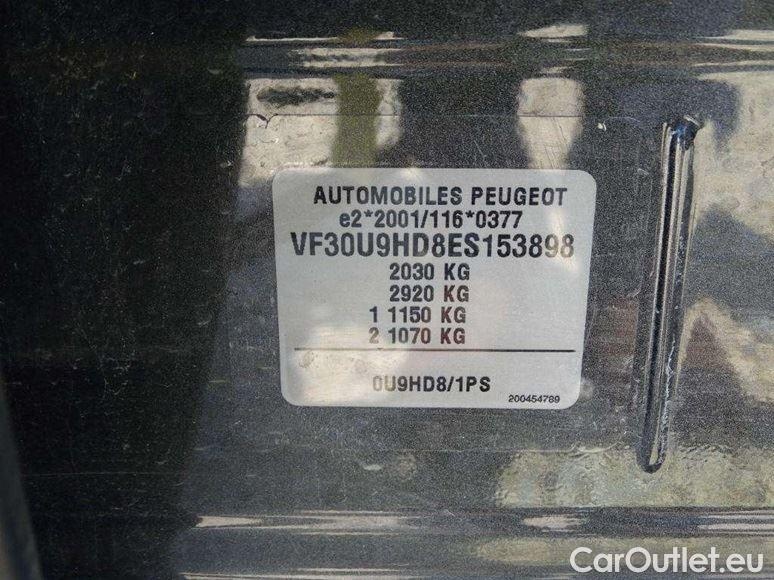 AUTOMOBILES PEUGEOT
e2*2001/116*0377
VF30U9HD8ES153898
2030 KG
2920 KG
1 1150 KG
2 1070 KG
0U9HD8/1PS
200454789
CarOutlet.eu